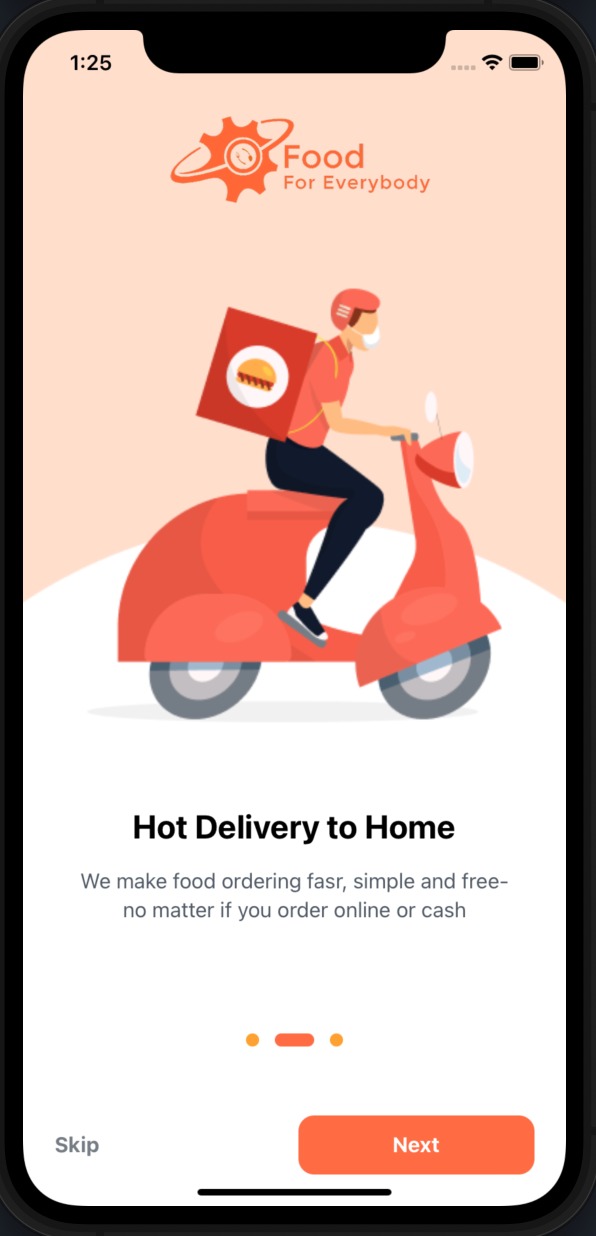 1:25
Food
For Everybody
Hot Delivery to Home
We make food ordering fasr, simple and free-
no matter if you order online or cash
Skip
Next